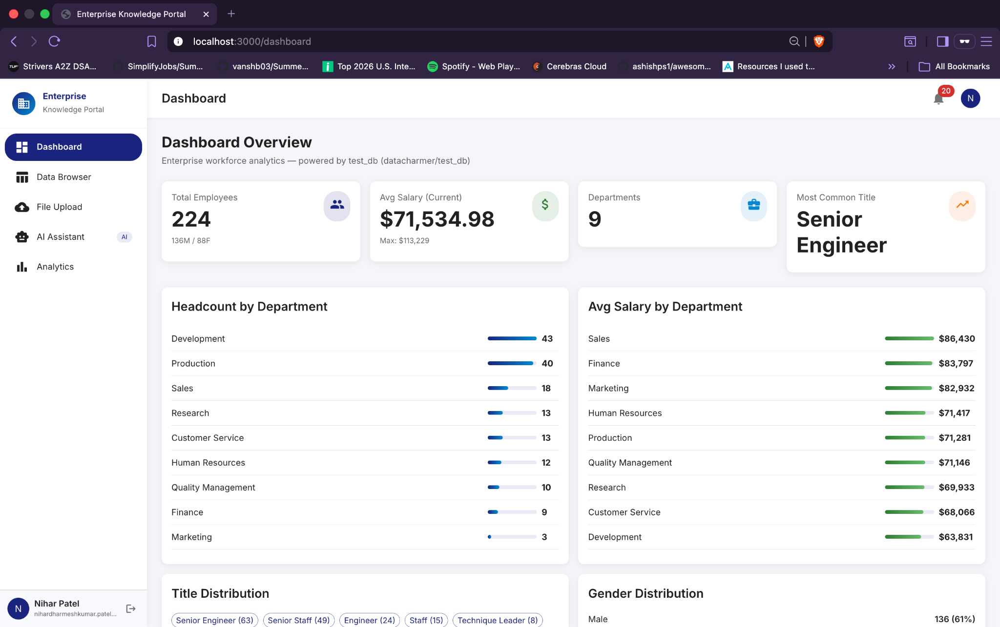 Enterprise Knowledge Portal
localhost:3000/dashboard
TUF Strivers A2Z DSA...
SimplifyJobs/Sum...
vanshb03/Summe...
Top 2026 U.S. Inte...
Spotify - Web Play...
Cerebras Cloud
ashishps1/awesom...
Resources I used t...
All Bookmarks
Enterprise
Knowledge Portal
Dashboard
Data Browser
File Upload
AI Assistant AI
Analytics
Nihar Patel
N
nihardharmeshkumar.patel...
Dashboard
20
N
Dashboard Overview
Enterprise workforce analytics — powered by test_db (datacharmer/test_db)
Total Employees
224
136M / 88F
Avg Salary (Current)
$71,534.98
Max: $113,229
$
Departments
9
Most Common Title
Senior
Engineer
Headcount by Department
Development 43
Production 40
Sales 18
Research 13
Customer Service 13
Human Resources 12
Quality Management 10
Finance 9
Marketing 3
Avg Salary by Department
Sales $86,430
Finance $83,797
Marketing $82,932
Human Resources $71,417
Production $71,281
Quality Management $71,146
Research $69,933
Customer Service $68,066
Development $63,831
Title Distribution
Senior Engineer (63) Senior Staff (49) Engineer (24) Staff (15) Technique Leader (8)
Gender Distribution
Male 136 (61%)